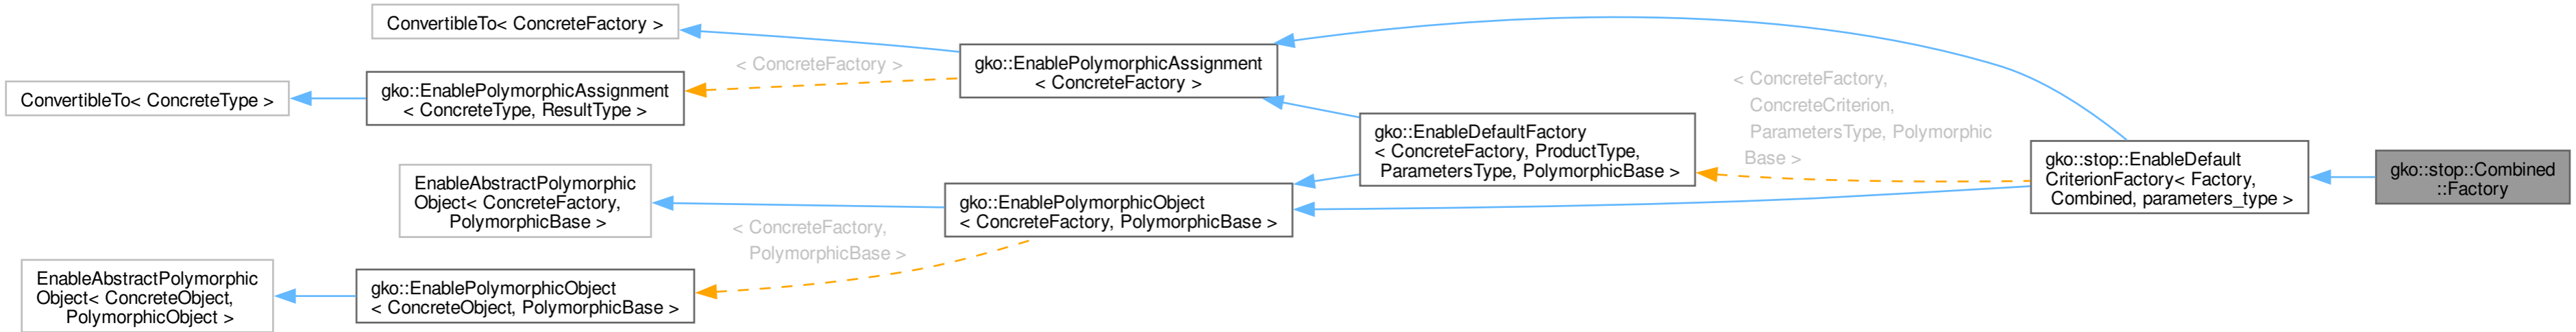 ConvertibleTo< ConcreteFactory >
ConvertibleTo< ConcreteType >
gko::EnablePolymorphicAssignment
< ConcreteType, ResultType >
< ConcreteFactory >
gko::EnablePolymorphicAssignment
< ConcreteFactory >
EnableAbstractPolymorphic
Object< ConcreteFactory,
PolymorphicBase >
EnableAbstractPolymorphic
Object< ConcreteObject,
PolymorphicObject >
gko::EnablePolymorphicObject
< ConcreteObject, PolymorphicBase >
< ConcreteFactory,
PolymorphicBase >
gko::EnablePolymorphicObject
< ConcreteFactory, PolymorphicBase >
gko::EnableDefaultFactory
< ConcreteFactory, ProductType,
ParametersType, PolymorphicBase >
< ConcreteFactory,
ConcreteCriterion,
ParametersType, Polymorphic
Base >
gko::stop::EnableDefault
CriterionFactory< Factory,
Combined, parameters_type >
gko::stop::Combined
::Factory